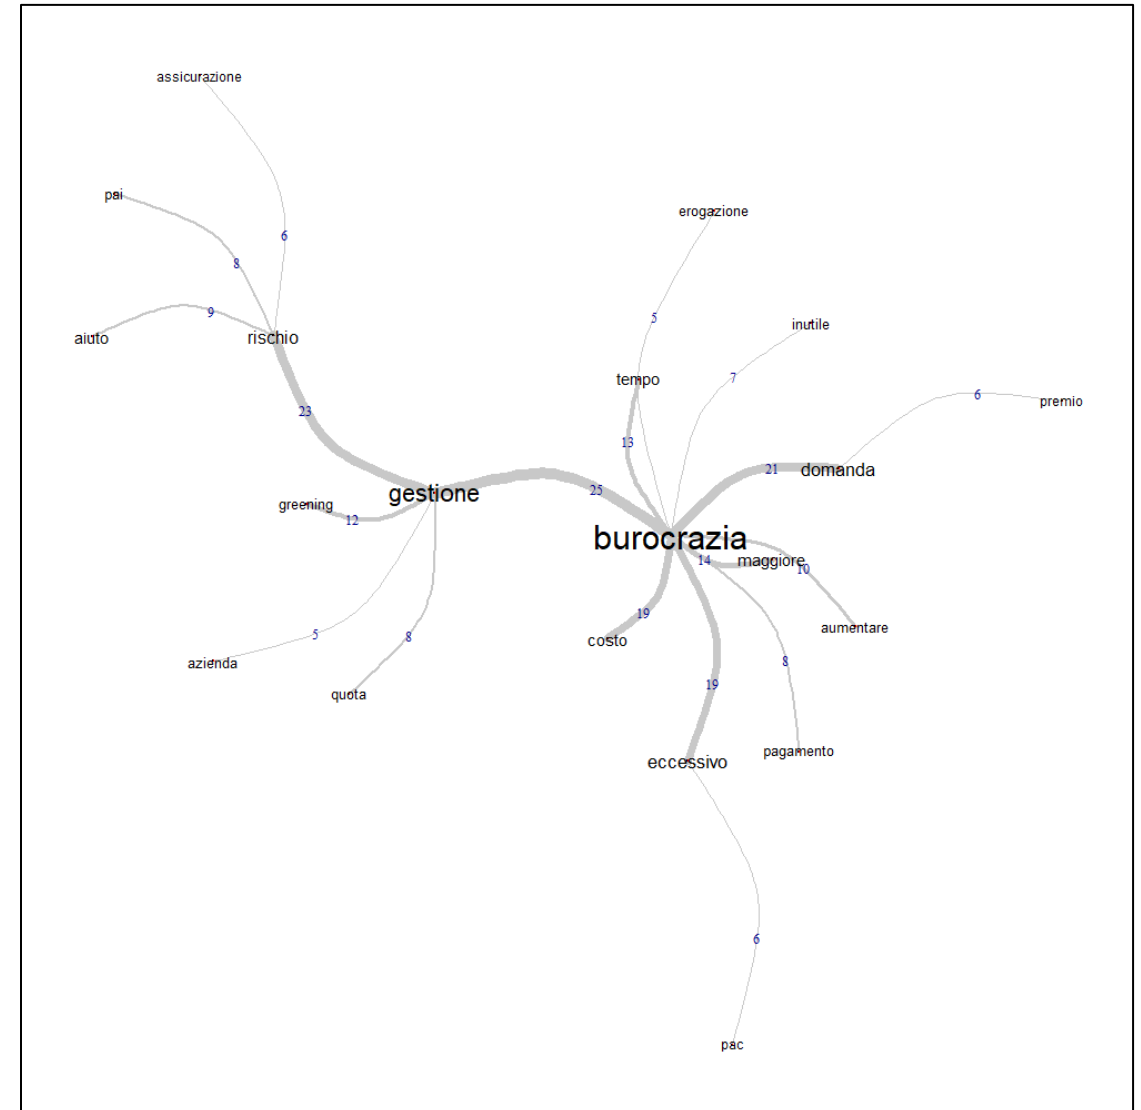 assicurazione
pai
erogazione
6
8
9
5
inutile
aiuto
rischio
tempo
7
6
premio
23
13
21
domanda
25
gestione
greening
12
burocrazia
14
maggiore
10
19
costo
aumentare
5
8
azienda
8
19
quota
pagamento
eccessivo
6
pac